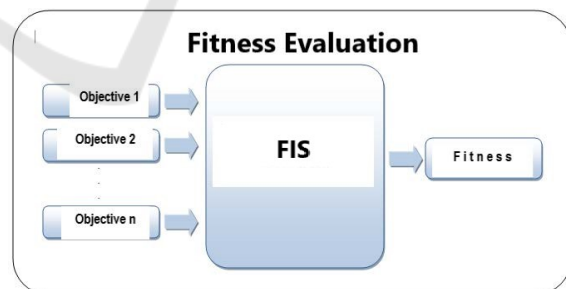 Fitness Evaluation
Objective 1
Objective 2
Objective n
FIS
Fitness